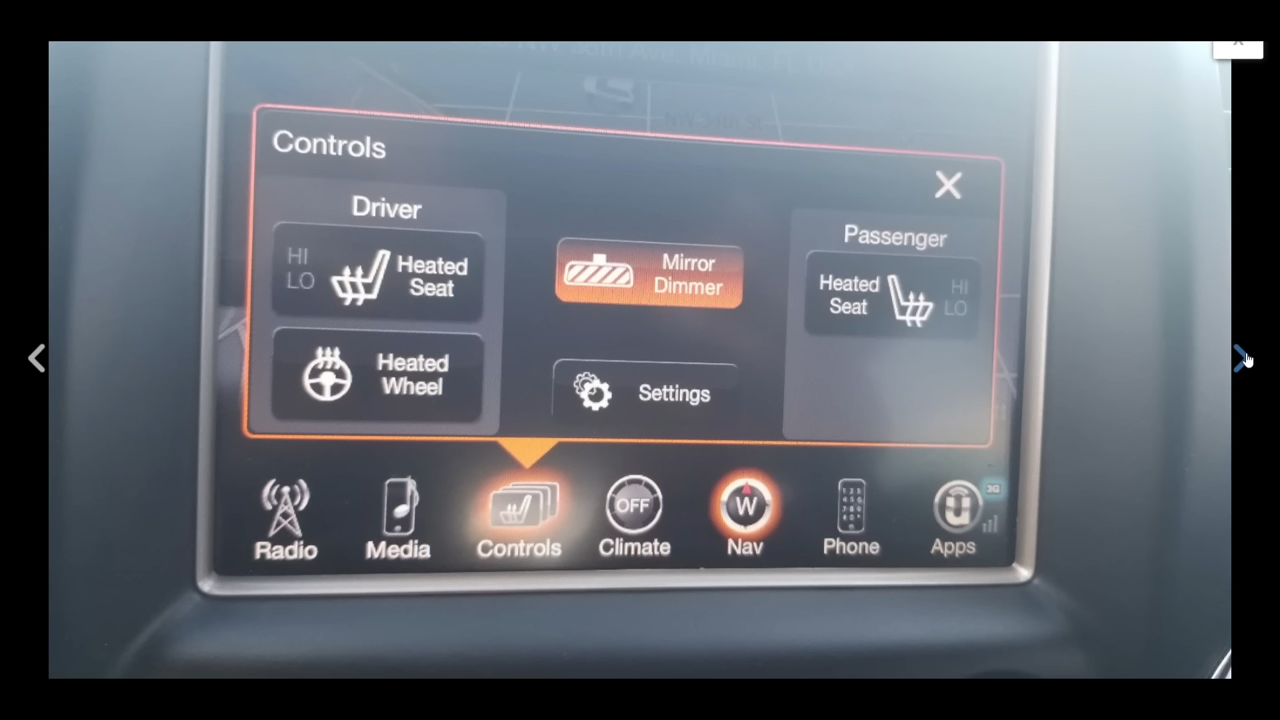 Controls
Driver
HI
LO
Heated
Seat
Heated
Wheel
Mirror
Dimmer
Settings
Passenger
Heated
Seat
HI
LO
Radio
Media
Controls
OFF
Climate
W
Nav
Phone
3G
Apps